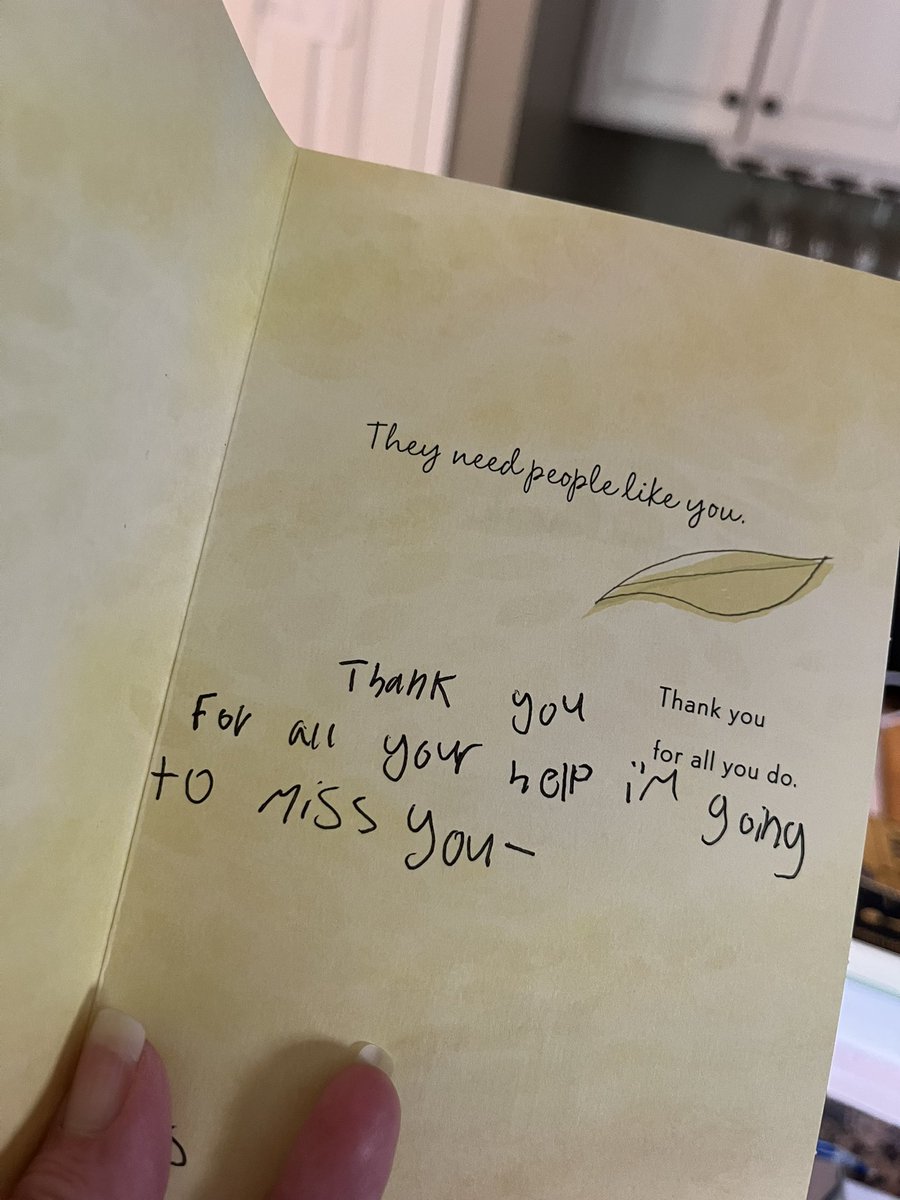 They need people like you.
Thank you
for all you do.
Thank you
For all your help i'm going
to miss you-